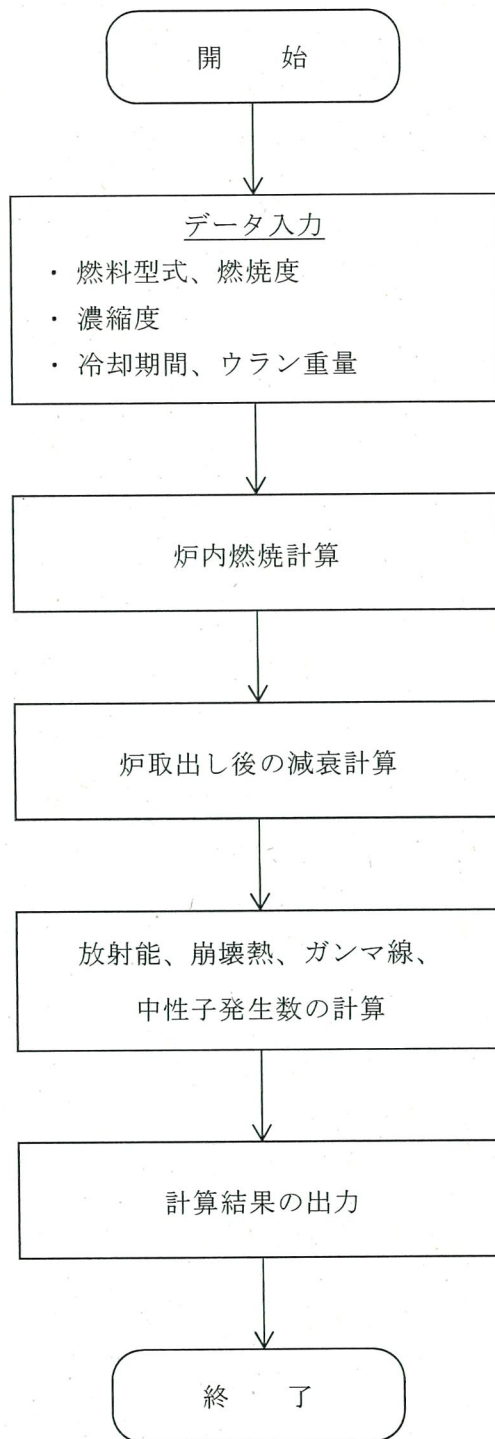 開　始
データ入力
・ 燃料型式、燃焼度
・ 濃縮度
・ 冷却期間、ウラン重量
炉内燃焼計算
炉取出し後の減衰計算
放射能、崩壊熱、ガンマ線、
中性子発生数の計算
計算結果の出力
終　了